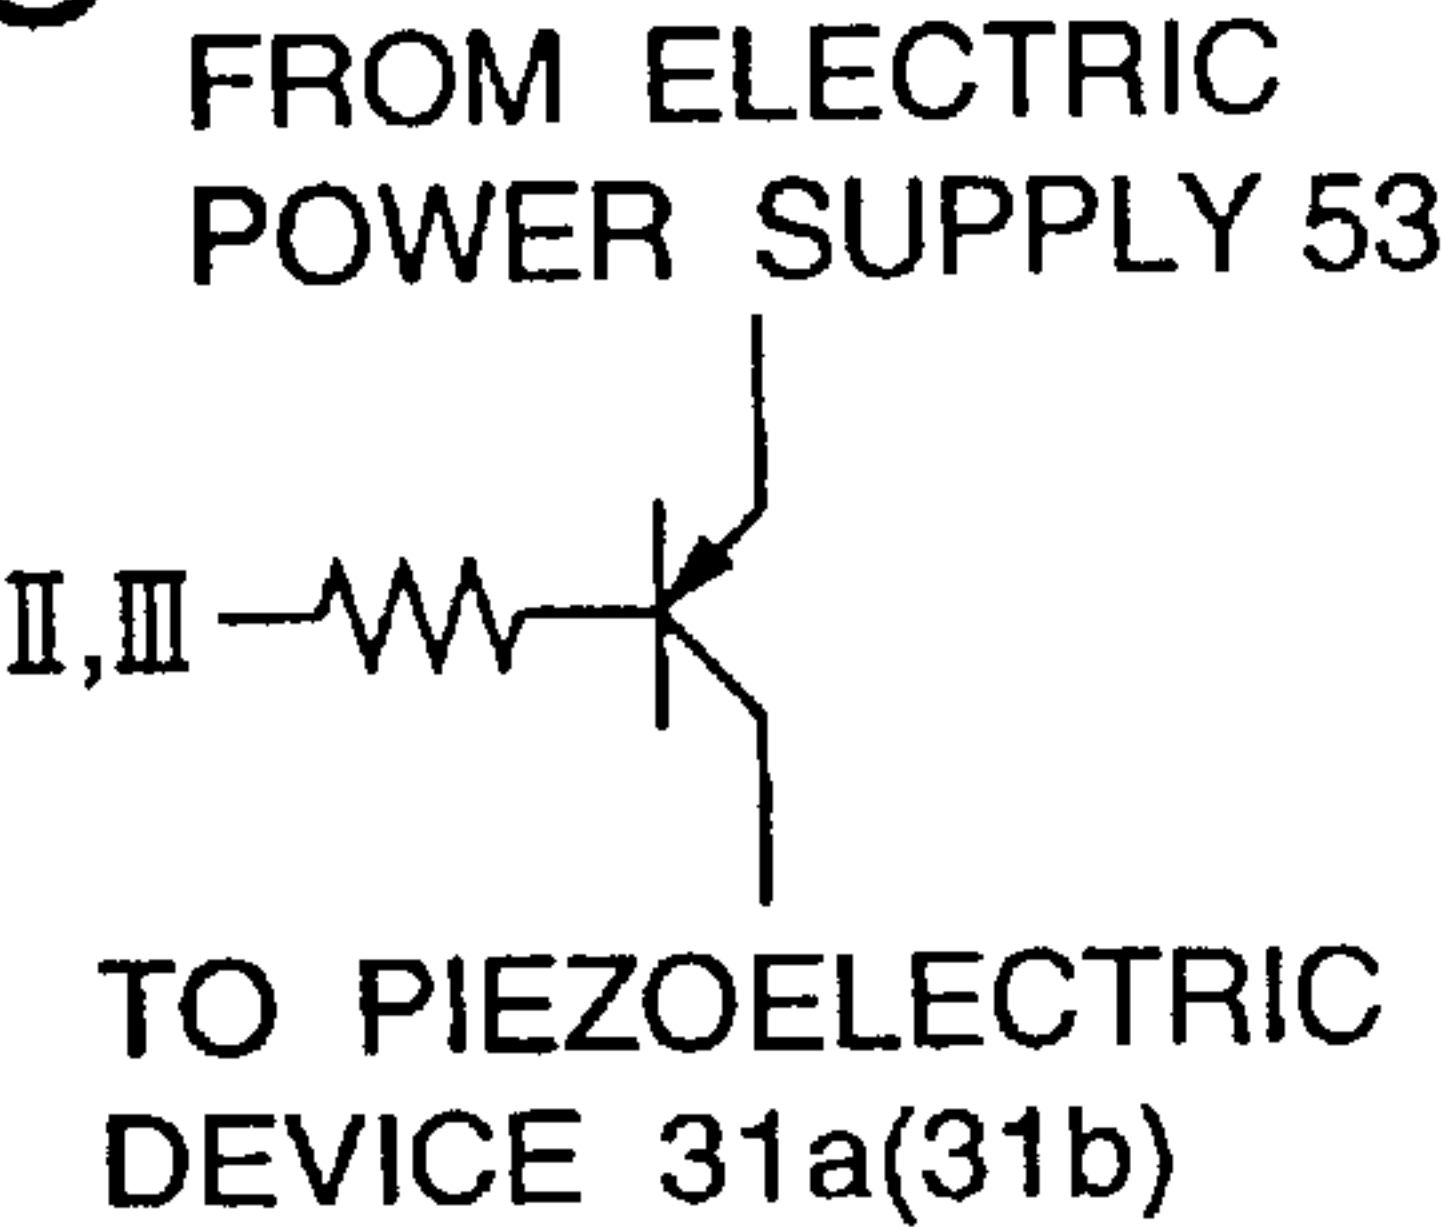 FROM ELECTRIC
POWER SUPPLY 53
II, III
TO PIEZOELECTRIC
DEVICE 31a(31b)